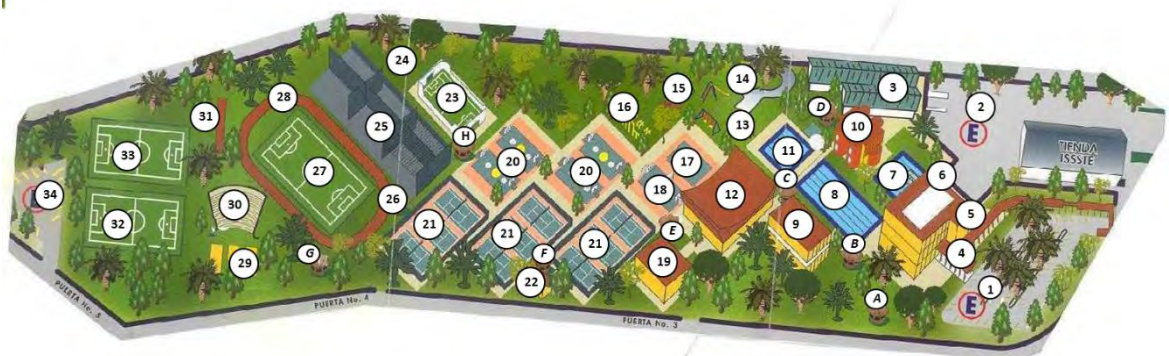 24
14
3
2
28
23
15
E
16
D
31
25
H
13
10
TIENDA
ISSSTE
33
20
20
17
11
7
6
27
C
34
18
12
8
30
26
5
32
21
21
21
E
9
B
4
G
F
29
19
22
A
1
E
PUERTA No. 5
PUERTA No. 4
PUERTA No. 3